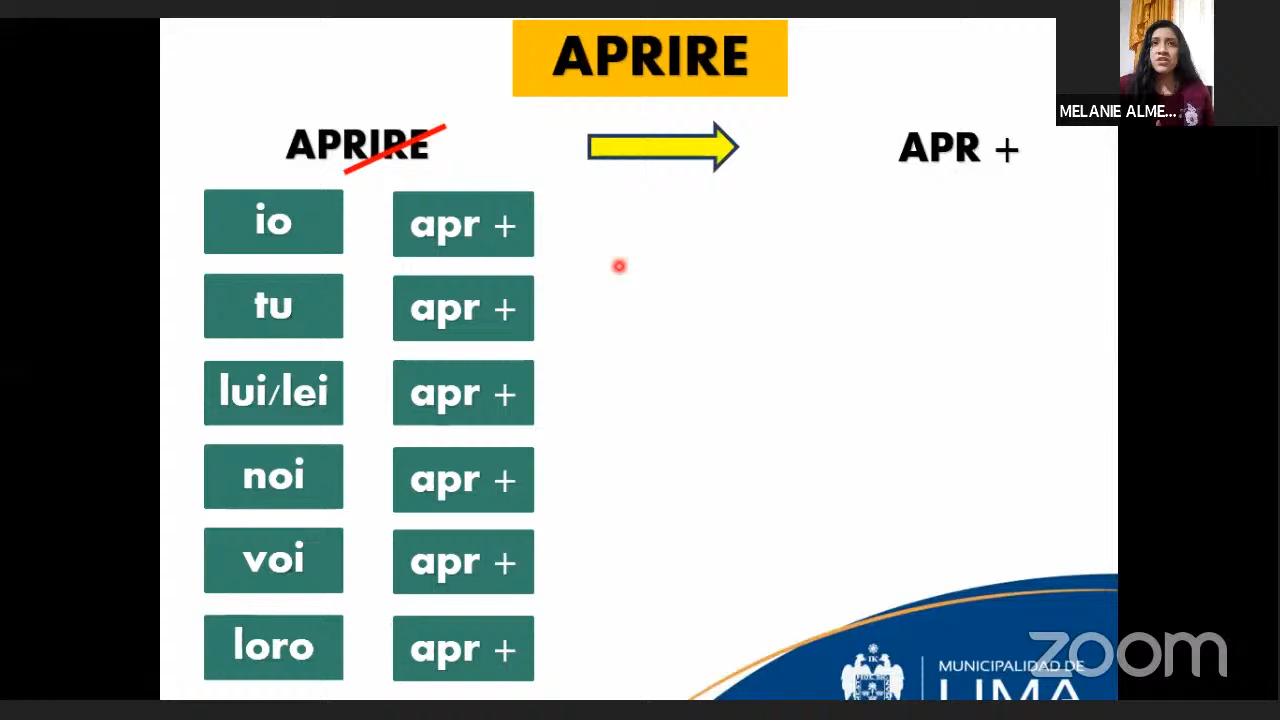 APRIRE
MELANIE ALME...
APRIRE
APR +
io
apr +
tu
apr +
lui/lei
apr +
noi
apr +
voi
apr +
loro
apr +
zoom
MUNICIPALIDAD DE
LIMA